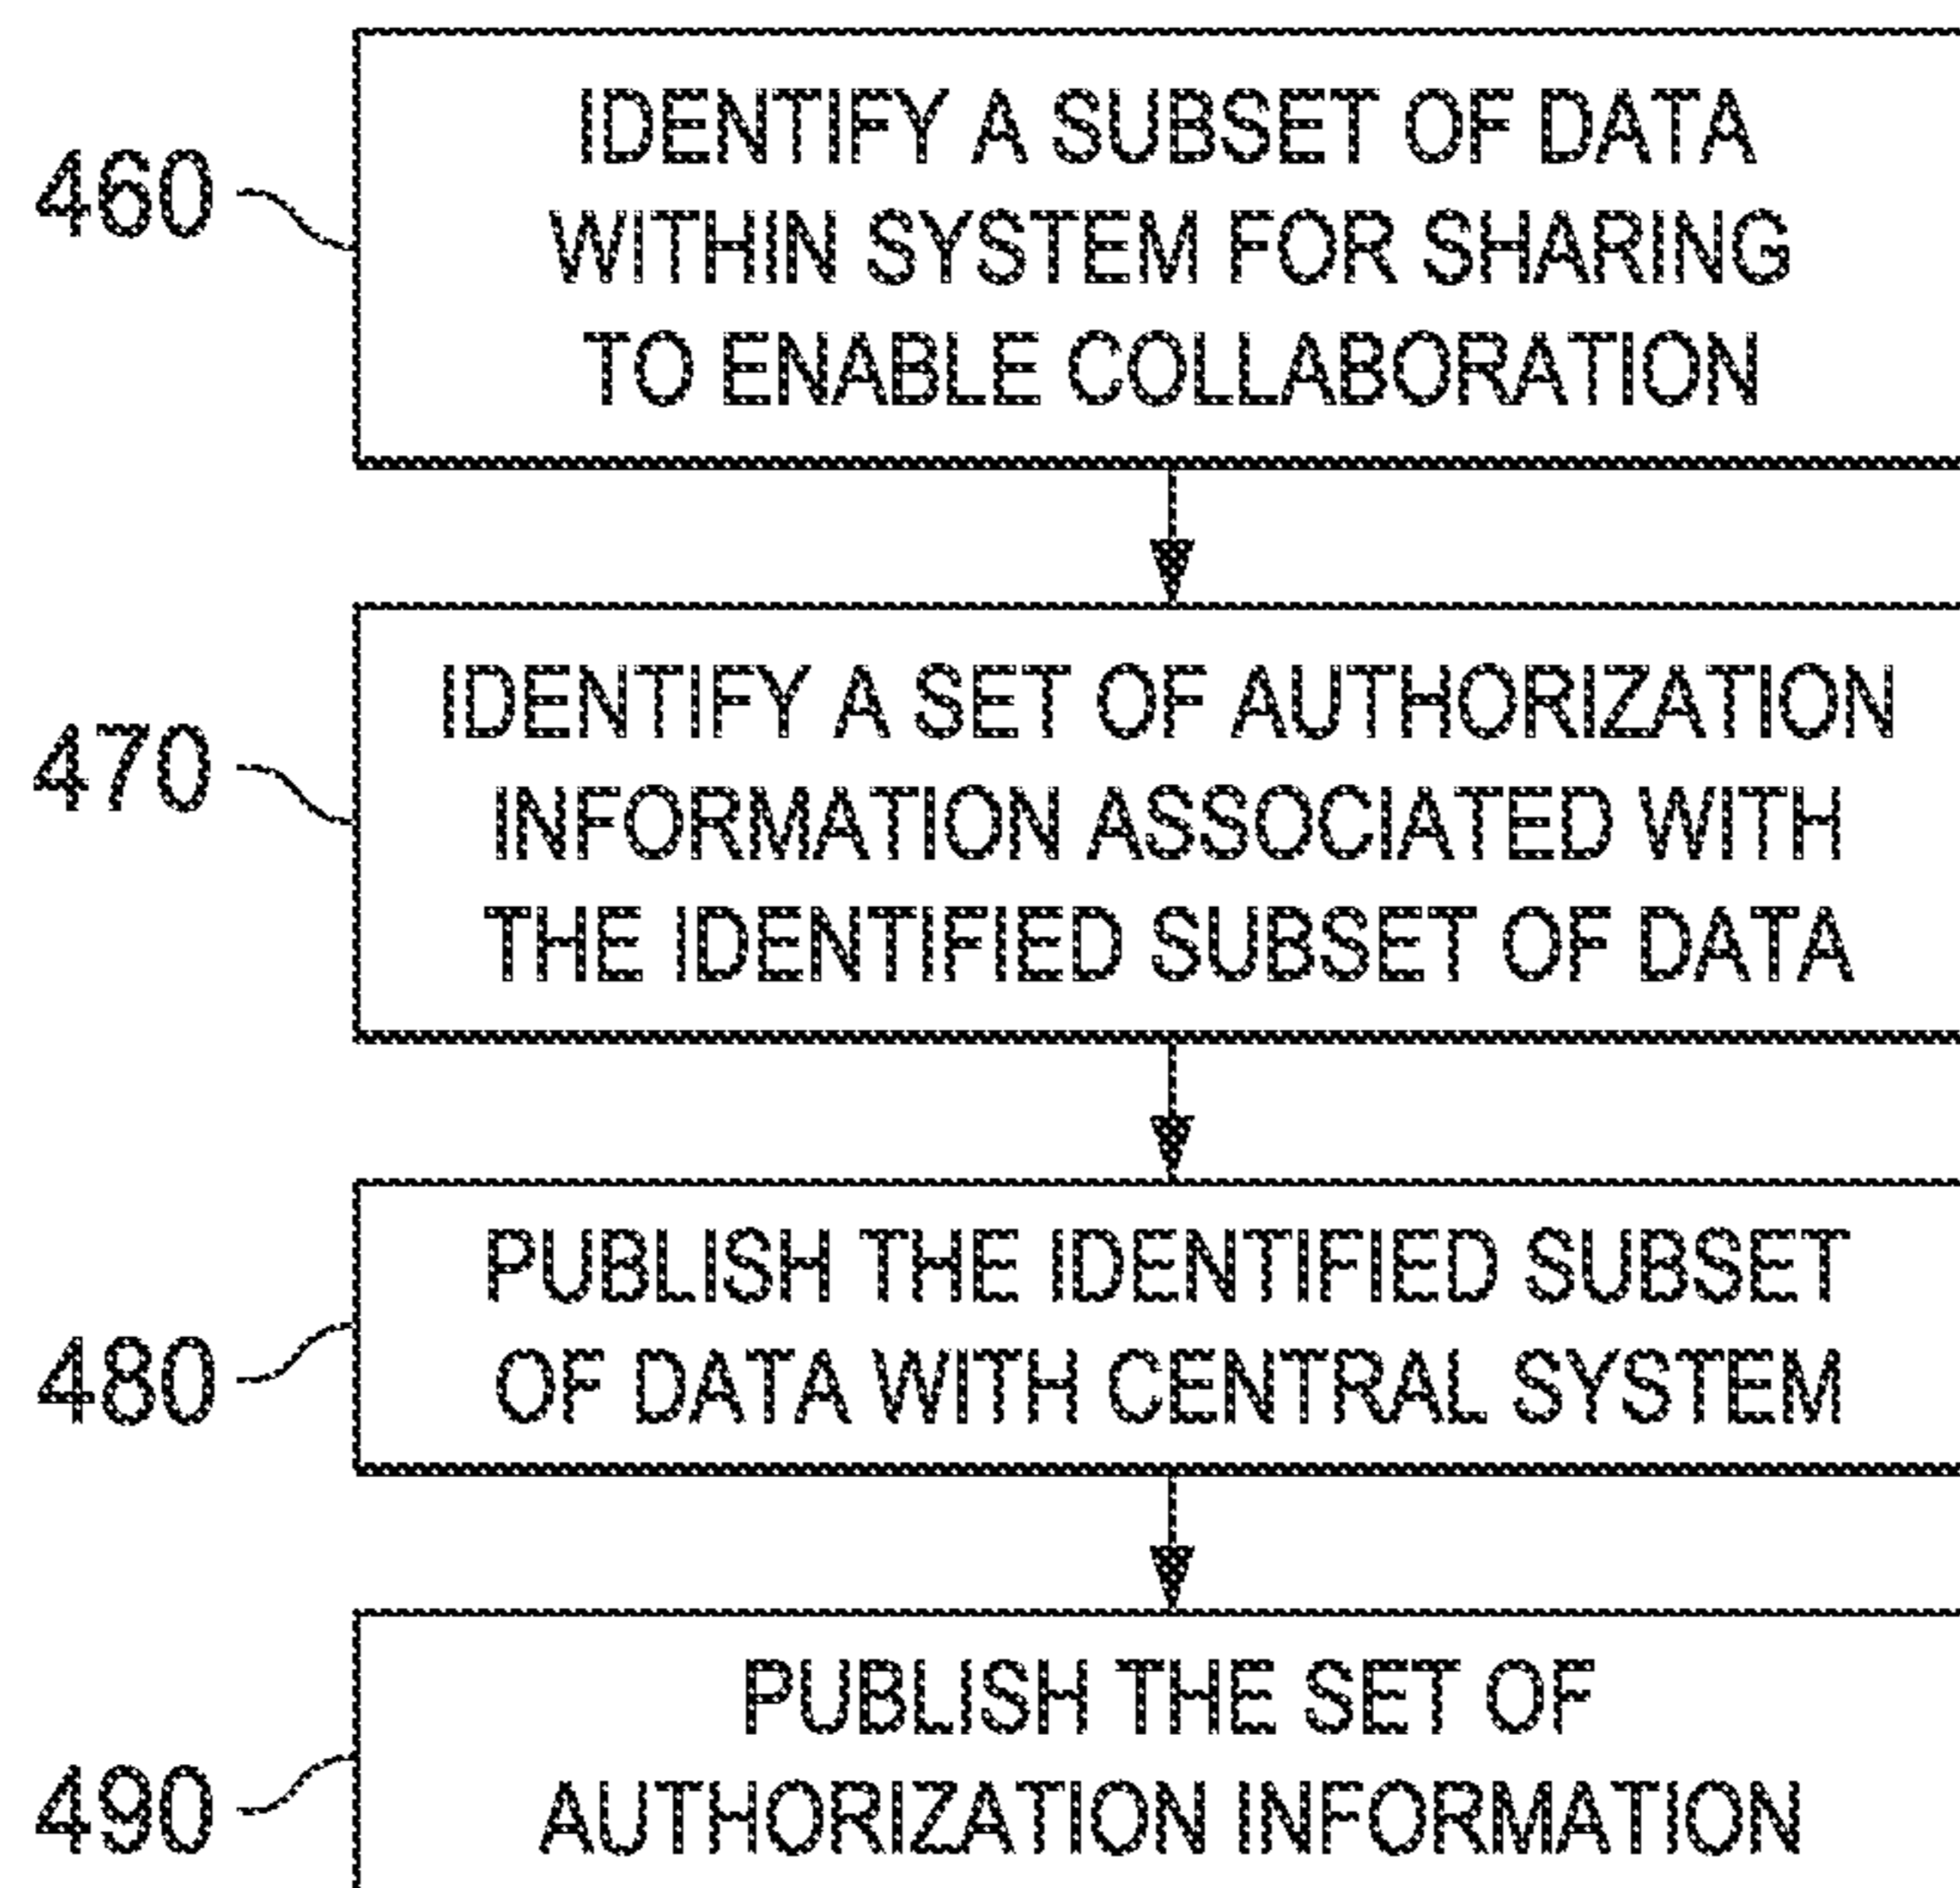 460
IDENTIFY A SUBSET OF DATA
WITHIN SYSTEM FOR SHARING
TO ENABLE COLLABORATION
470
IDENTIFY A SET OF AUTHORIZATION
INFORMATION ASSOCIATED WITH
THE IDENTIFIED SUBSET OF DATA
480
PUBLISH THE IDENTIFIED SUBSET
OF DATA WITH CENTRAL SYSTEM
490
PUBLISH THE SET OF
AUTHORIZATION INFORMATION